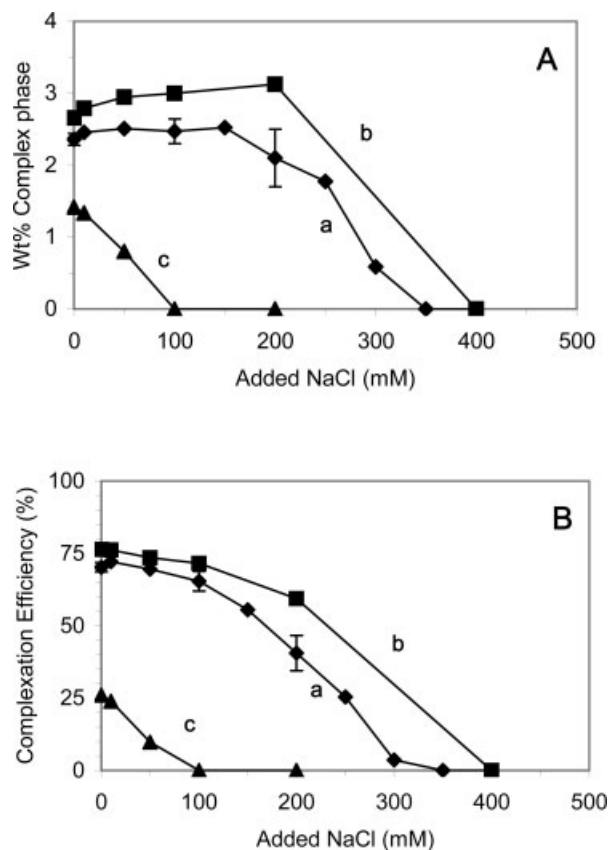 A
4
3
2
1
0
Wt% Complex phase
a
b
c
0 100 200 300 400 500
Added NaCl (mM)
B
100
75
50
25
0
Complexation Efficiency (%)
a
b
c
0 100 200 300 400 500
Added NaCl (mM)